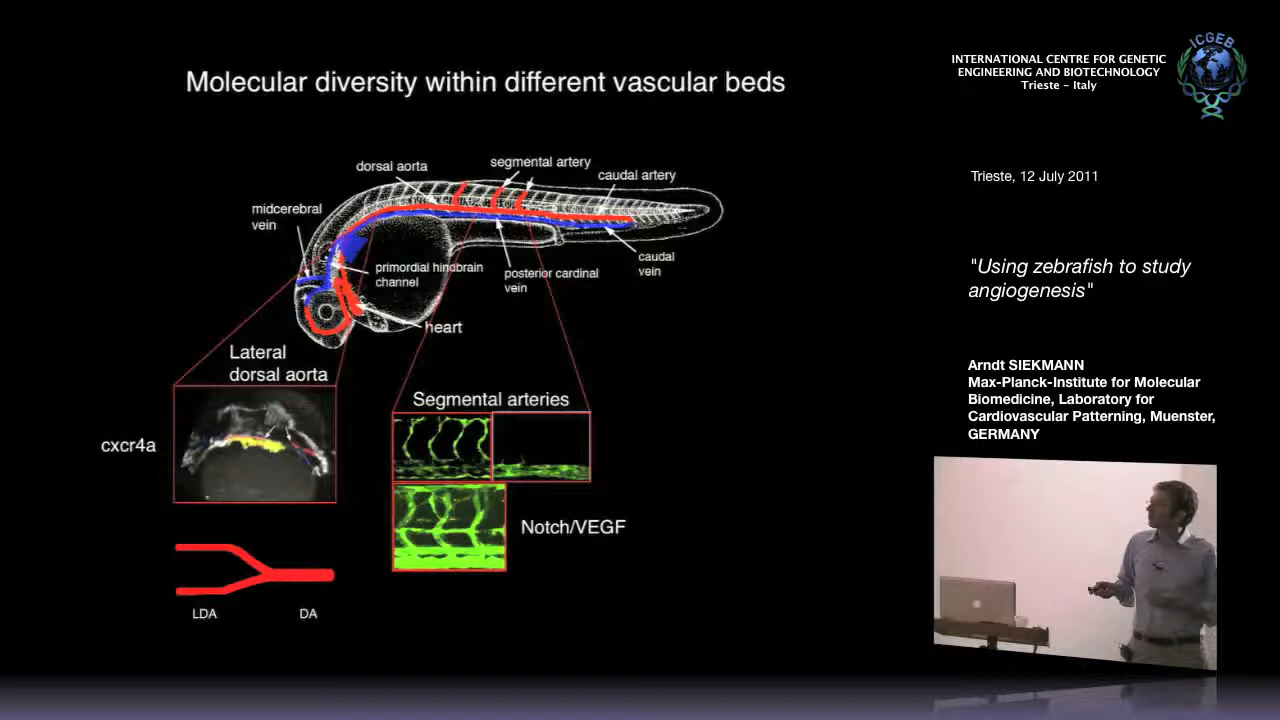 Molecular diversity within different vascular beds
dorsal aorta
segmental artery
caudal artery
midcerebral
vein
primordial hindbrain
channel
posterior cardinal
vein
caudal
vein
heart
Lateral
dorsal aorta
Segmental arteries
cxcr4a
Notch/VEGF
LDA
DA
INTERNATIONAL CENTRE FOR GENETIC
ENGINEERING AND BIOTECHNOLOGY
Trieste - Italy
ICGEB
Trieste, 12 July 2011
"Using zebrafish to study
angiogenesis"
Arndt SIEKMANN
Max-Planck-Institute for Molecular
Biomedicine, Laboratory for
Cardiovascular Patterning, Muenster,
GERMANY